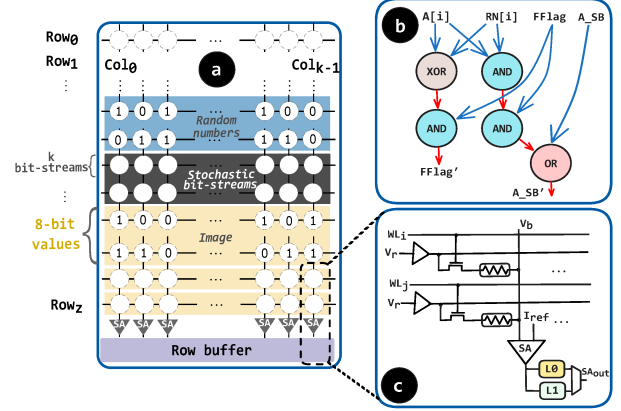 a
Row0
Row1
Col0
Colk-1
...
1 0 1 ... 1 1 0
Random
numbers
0 1 1 ... 0 0 1
k
bit-streams
Stochastic
bit-streams
...
8-bit
values
1 0 0 ... 1 0 1
Image
1 1 0 ... 0 1 1
...
Rowz
...
SA SA SA SA SA SA
Row buffer
b
A[i] RN[i] FFlag A_SB
XOR AND
AND AND
OR
FFlag’
A_SB’
c
Vb
WLi
Vr
...
WLj
Vr
Iref ...
SA
L0
L1
SAout